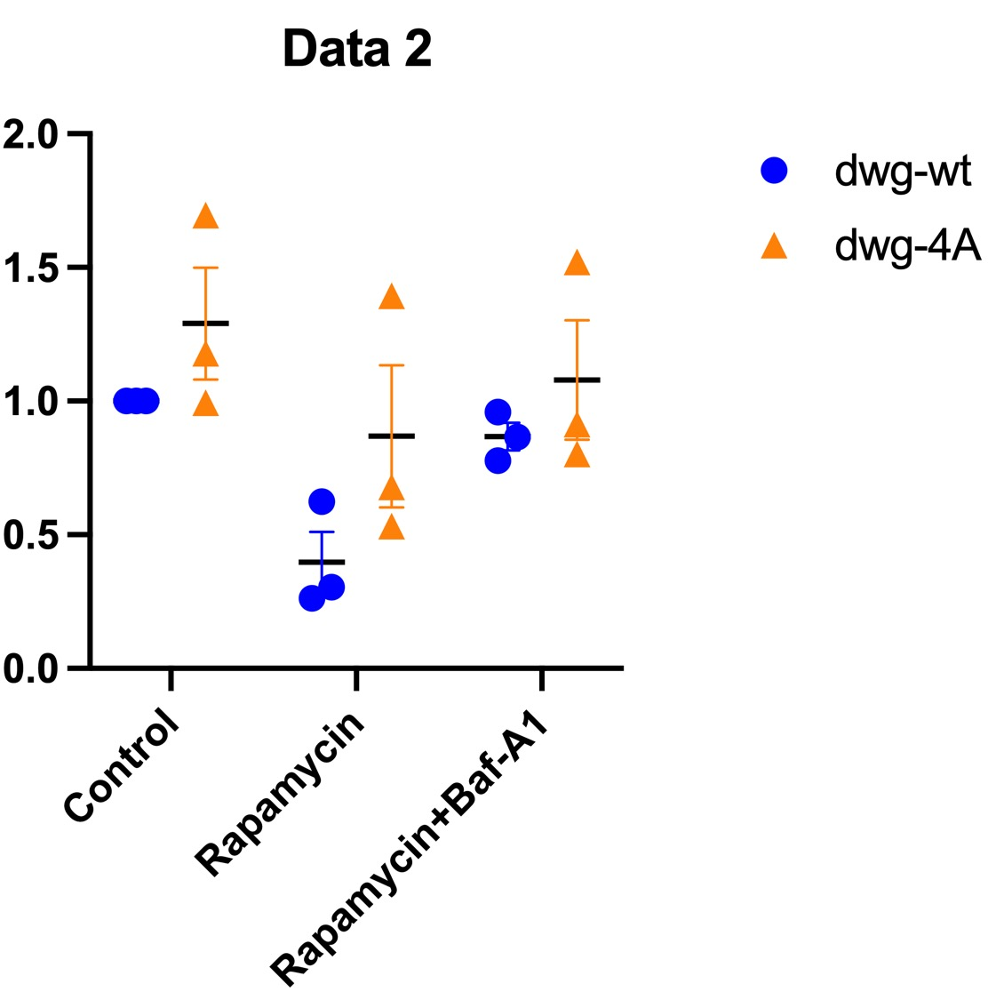 Data 2
2.0
1.5
1.0
0.5
0.0
Control
Rapamycin
Rapamycin+Baf-A1
dwg-wt
dwg-4A